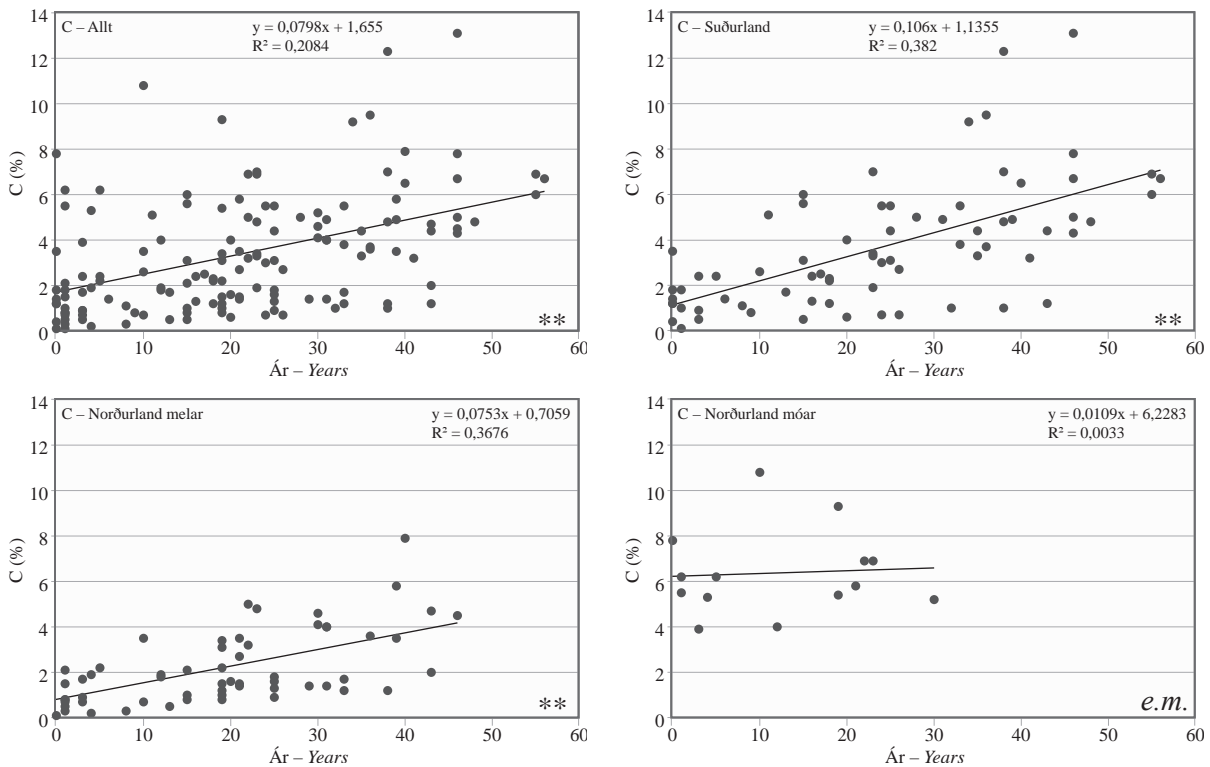 C – Allt
y = 0,0798x + 1,655
R² = 0,2084
14
12
10
8
6
4
2
0
C (%)
0 10 20 30 40 50 60
Ár – Years
**
C – Suðurland
y = 0,106x + 1,1355
R² = 0,382
14
12
10
8
6
4
2
0
C (%)
0 10 20 30 40 50 60
Ár – Years
**
C – Norðurland melar
y = 0,0753x + 0,7059
R² = 0,3676
14
12
10
8
6
4
2
0
C (%)
0 10 20 30 40 50 60
Ár – Years
**
C – Norðurland móar
y = 0,0109x + 6,2283
R² = 0,0033
14
12
10
8
6
4
2
0
C (%)
0 10 20 30 40 50 60
Ár – Years
e.m.